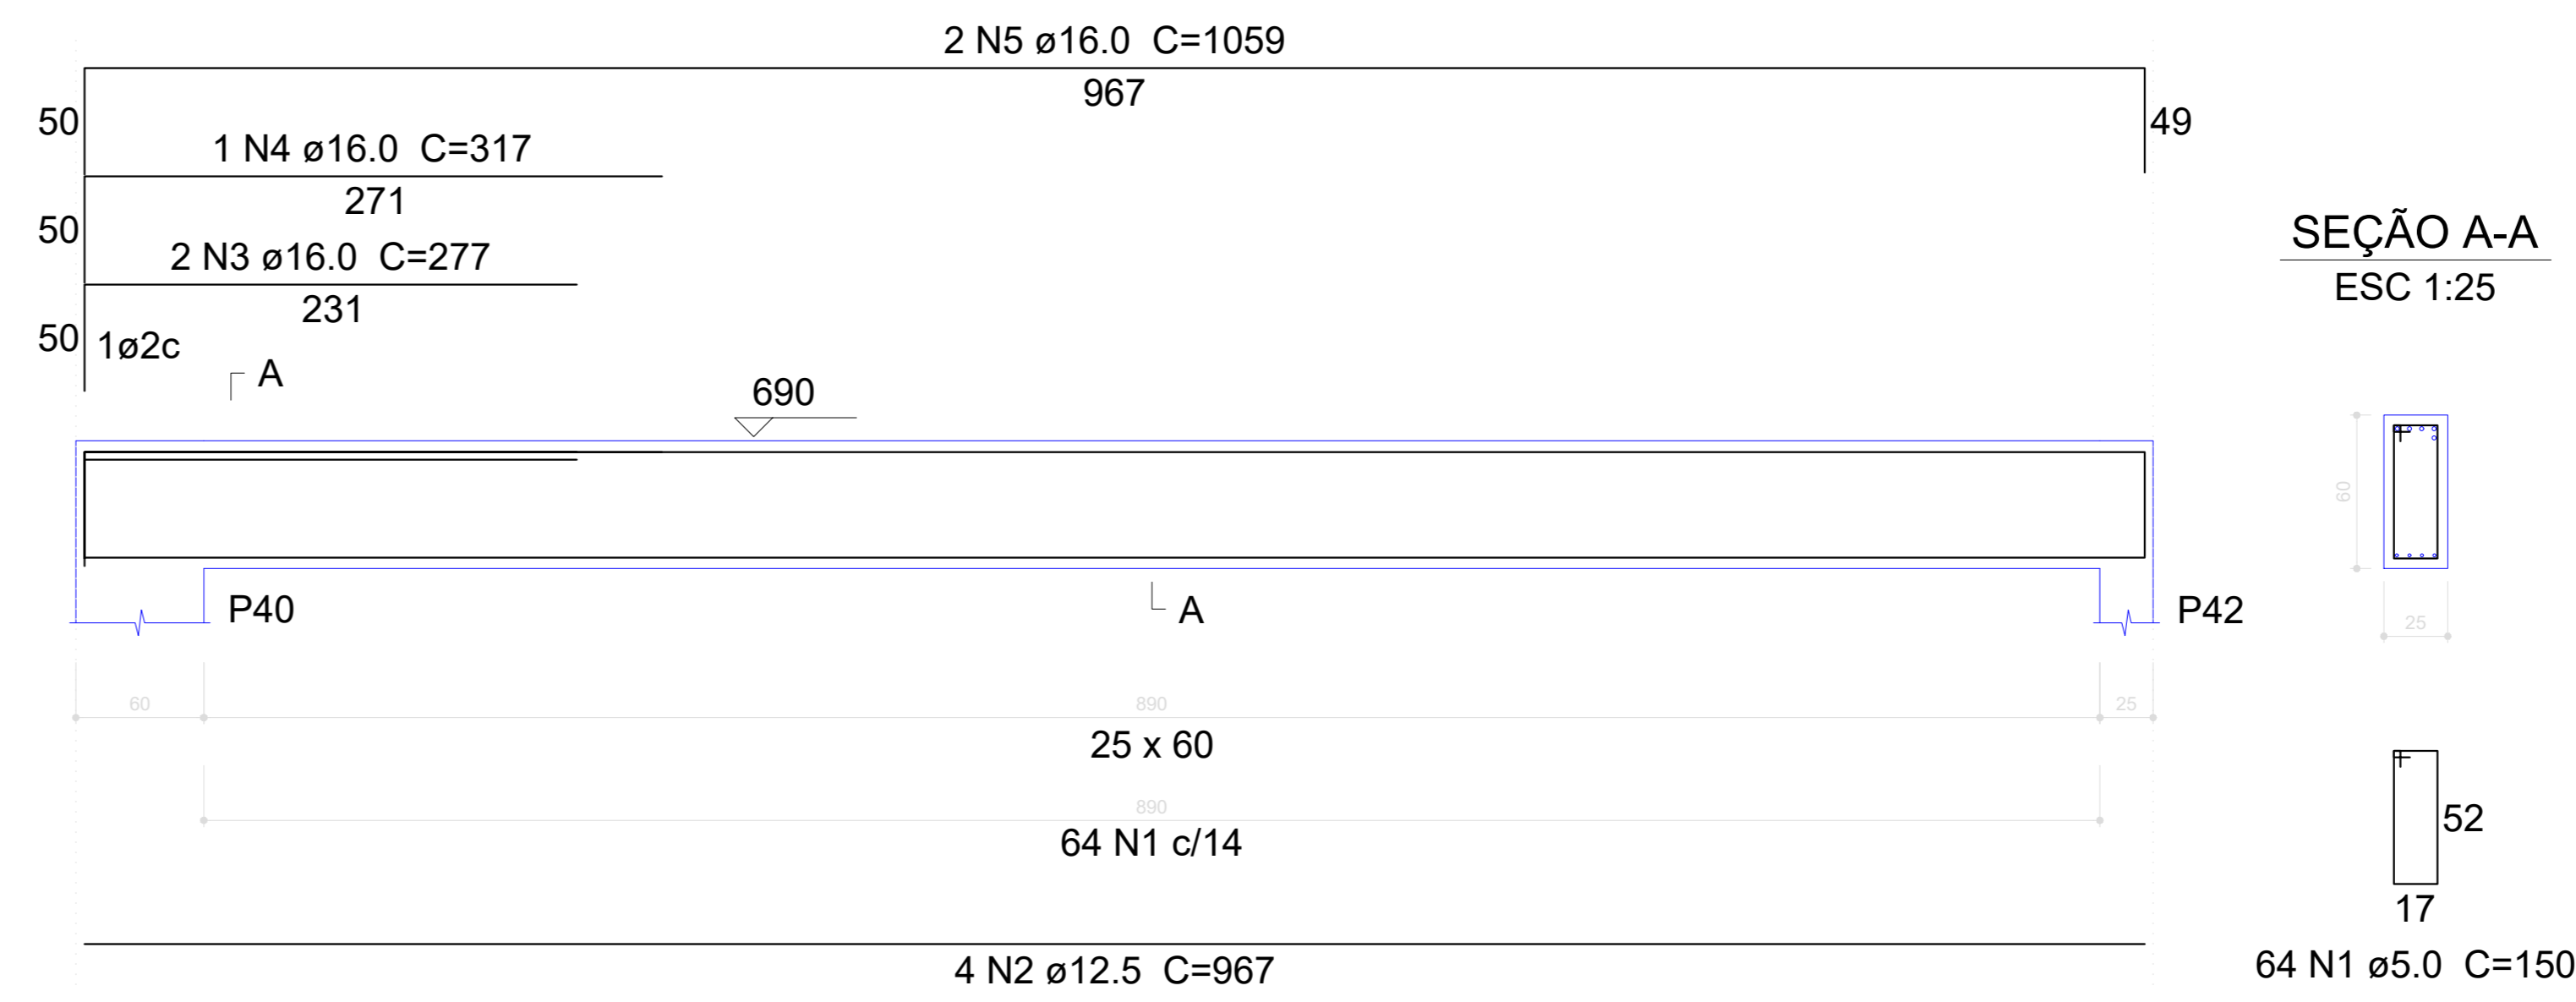 2 N5 ø16.0 C=1059
967
50
49
1 N4 ø16.0 C=317
271
50
2 N3 ø16.0 C=277
231
50
1ø2c
A
690
SEÇÃO A-A
ESC 1:25
60
25
P40
A
P42
60
890
25
25 x 60
890
64 N1 c/14
52
17
64 N1 ø5.0 C=150
4 N2 ø12.5 C=967